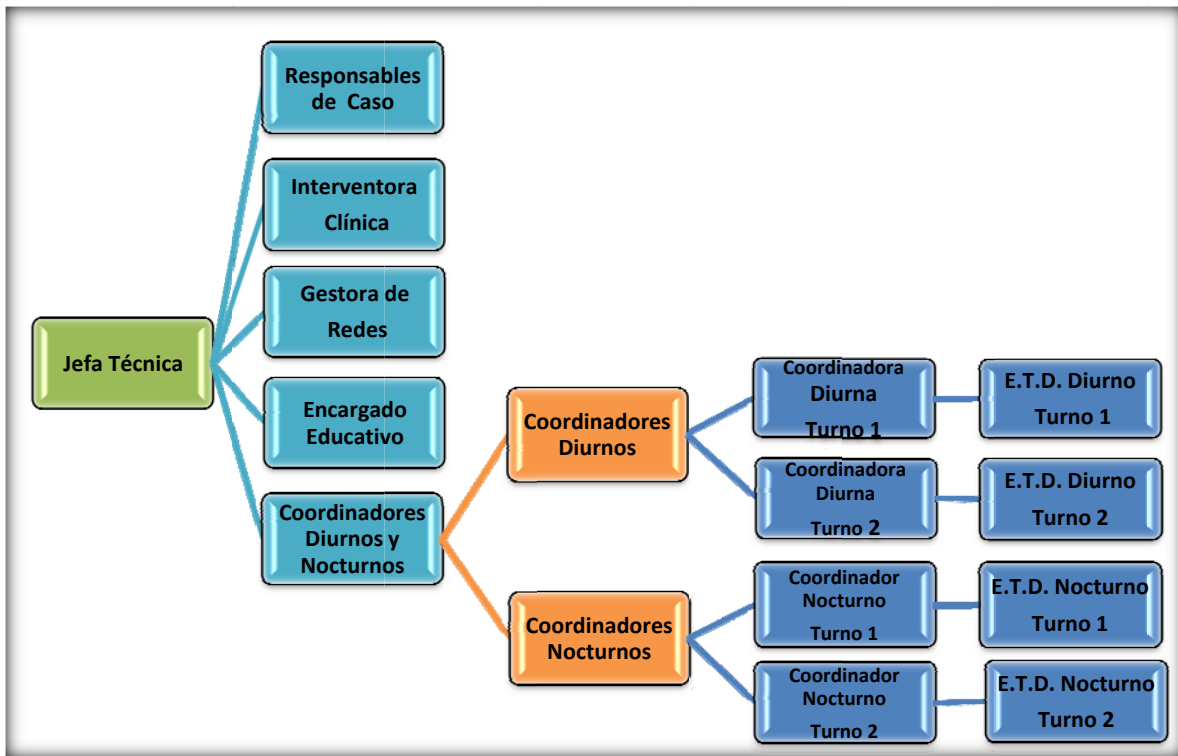 Responsables
de Caso
Interventora
Clínica
Gestora de
Redes
Jefa Técnica
Encargado
Educativo
Coordinadores
Diurnos y
Nocturnos
Coordinadores
Diurnos
Coordinadores
Nocturnos
Coordinadora
Diurna
Turno 1
E.T.D. Diurno
Turno 1
Coordinadora
Diurna
Turno 2
E.T.D. Diurno
Turno 2
Coordinador
Nocturno
Turno 1
E.T.D. Nocturno
Turno 1
Coordinador
Nocturno
Turno 2
E.T.D. Nocturno
Turno 2